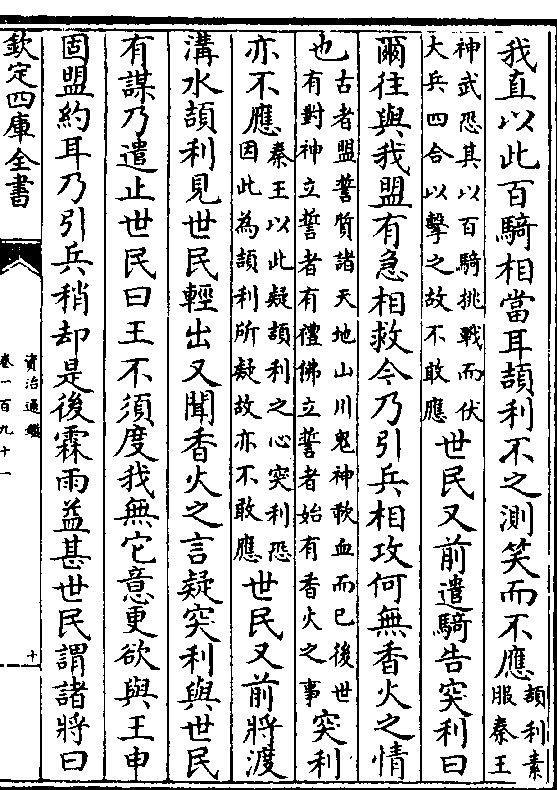 我直以此百騎相當耳頡利不之測笑而不應頡利素服秦王
神武恐其以百騎挑戰而伏大兵四合以擊之故不敢應世民又前遣騎告突利曰
爾往與我盟有急相救今乃引兵相攻何無香火之情
也古者盟誓質諸天地山川鬼神歃血而已後世有對神立誓者有禮佛立誓者始有香火之事突利
亦不應秦王以此疑頡利之心突利恐因此為頡利所疑故亦不敢應世民又前將渡
溝水頡利見世民輕出又聞香火之言疑突利與世民
有謀乃遣止世民曰王不須度我無它意更欲與王申
固盟約耳乃引兵稍却是後霖雨益甚世民謂諸將曰
欽定四庫全書
資治通鑑
卷一百九十一
十